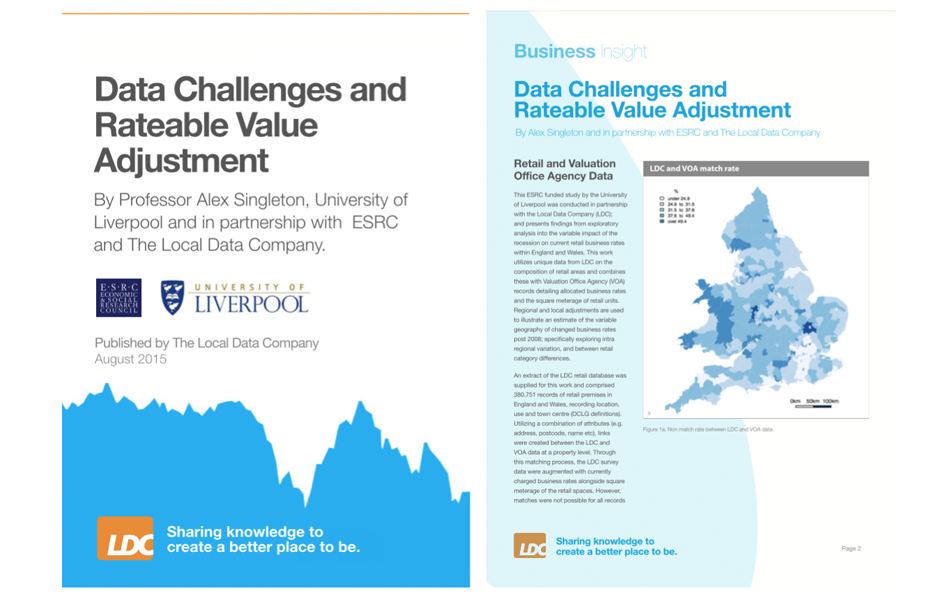 Data Challenges and
Rateable Value
Adjustment
By Professor Alex Singleton, University of
Liverpool and in partnership with ESRC
and The Local Data Company.
E·S·R·C
ECONOMIC
& SOCIAL
RESEARCH
COUNCIL
UNIVERSITY OF
LIVERPOOL
Published by The Local Data Company
August 2015
LDC
Sharing knowledge to
create a better place to be.
Business Insight
Data Challenges and
Rateable Value Adjustment
By Alex Singleton and in partnership with ESRC and The Local Data Company
Retail and Valuation
Office Agency Data
This ESRC funded study by the University
of Liverpool was conducted in partnership
with the Local Data Company (LDC);
and presents findings from exploratory
analysis into the variable impact of the
recession on current retail business rates
within England and Wales. This work
utilizes unique data from LDC on the
composition of retail areas and combines
these with Valuation Office Agency (VOA)
records detailing allocated business rates
and the square meterage of retail units.
Regional and local adjustments are used
to illustrate an estimate of the variable
geography of changed business rates
post 2008; specifically exploring intra
regional variation, and between retail
category differences.
An extract of the LDC retail database was
supplied for this work and comprised
380,751 records of retail premises in
England and Wales, recording location,
use and town centre (DCLG definitions).
Utilizing a combination of attributes (e.g.
address, postcode, name etc), links
were created between the LDC and
VOA data at a property level. Through
this matching process, the LDC survey
data were augmented with currently
charged business rates alongside square
meterage of the retail spaces. However,
matches were not possible for all records
LDC and VOA match rate
%
under 24.9
24.9 to 31.5
31.5 to 37.6
37.6 to 49.4
over 49.4
0km 50km 100km
Figure 1a. Non match rate between LDC and VOA data.
LDC
Sharing knowledge to
create a better place to be.
Page 2